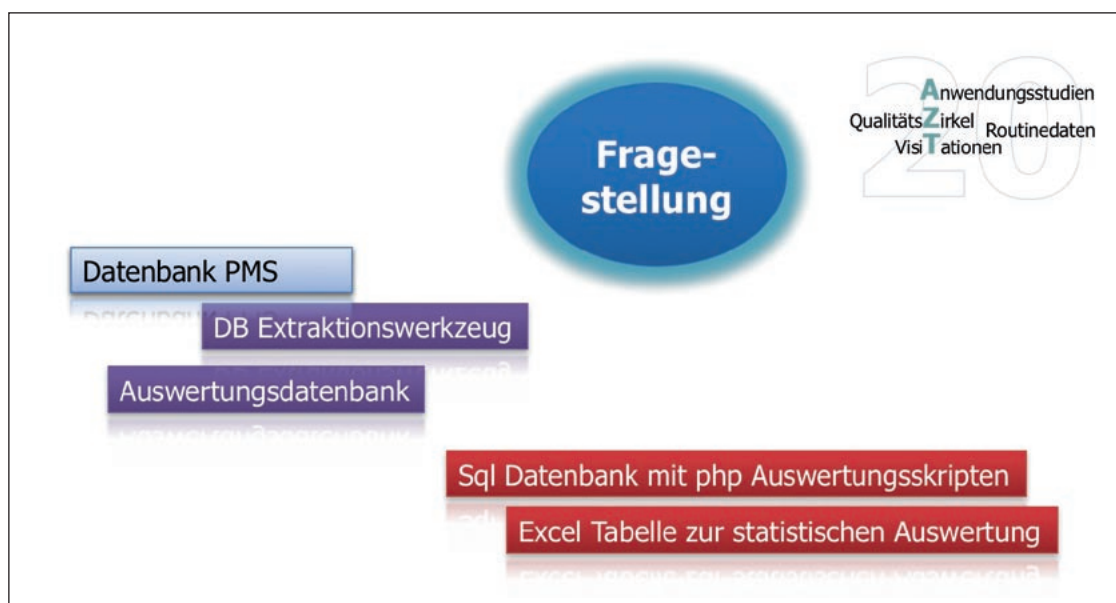 Anwendungsstudien
QualitätsZirkel Routinedaten
VisiTationen
20
Frage-
stellung
Datenbank PMS
DB Extraktionswerkzeug
Auswertungsdatenbank
Sql Datenbank mit php Auswertungsskripten
Excel Tabelle zur statistischen Auswertung